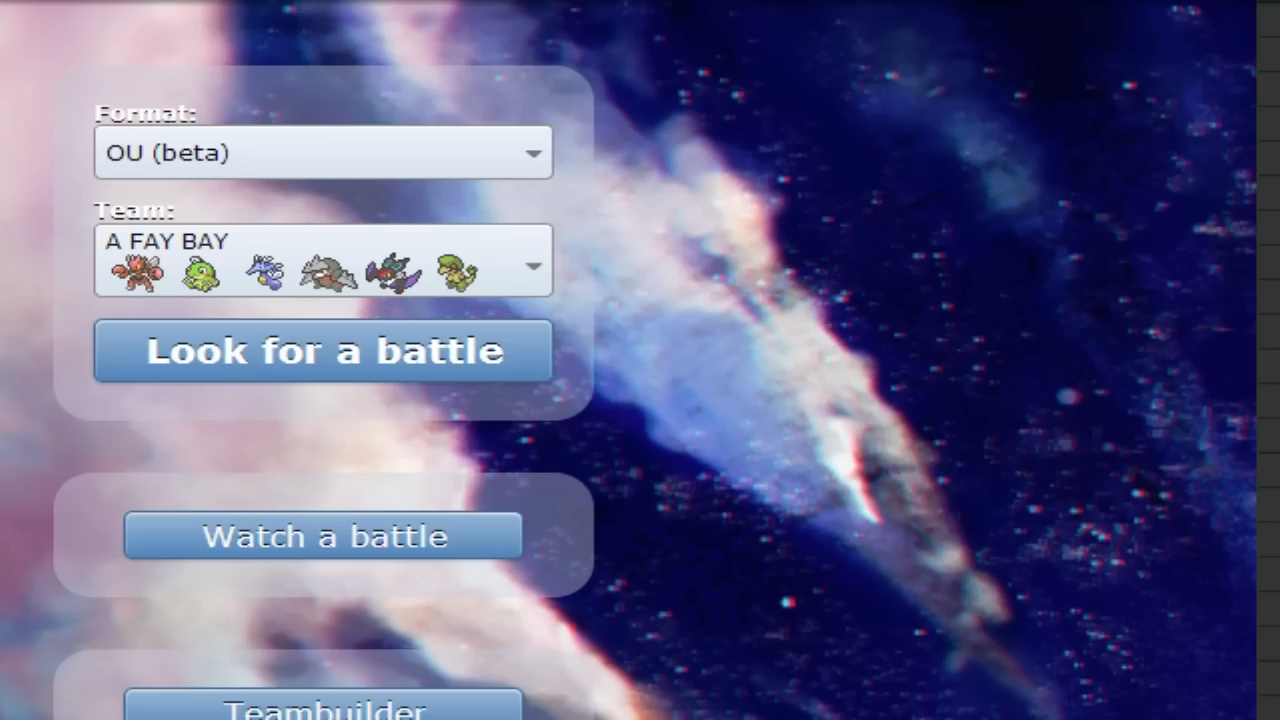 Format:
OU (beta)
Team:
A FAY BAY
Look for a battle
Watch a battle
Teambuilder